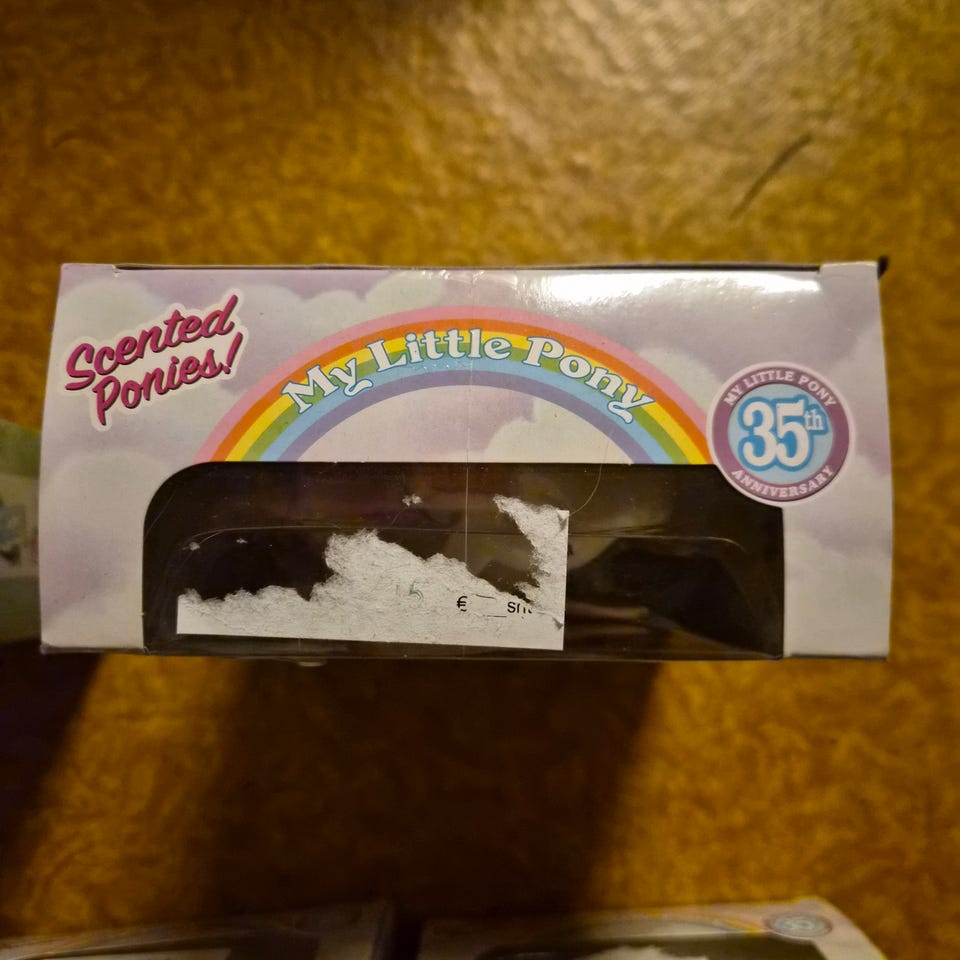 Scented
Ponies!
My Little Pony
MY LITTLE PONY
35th
ANNIVERSARY
€